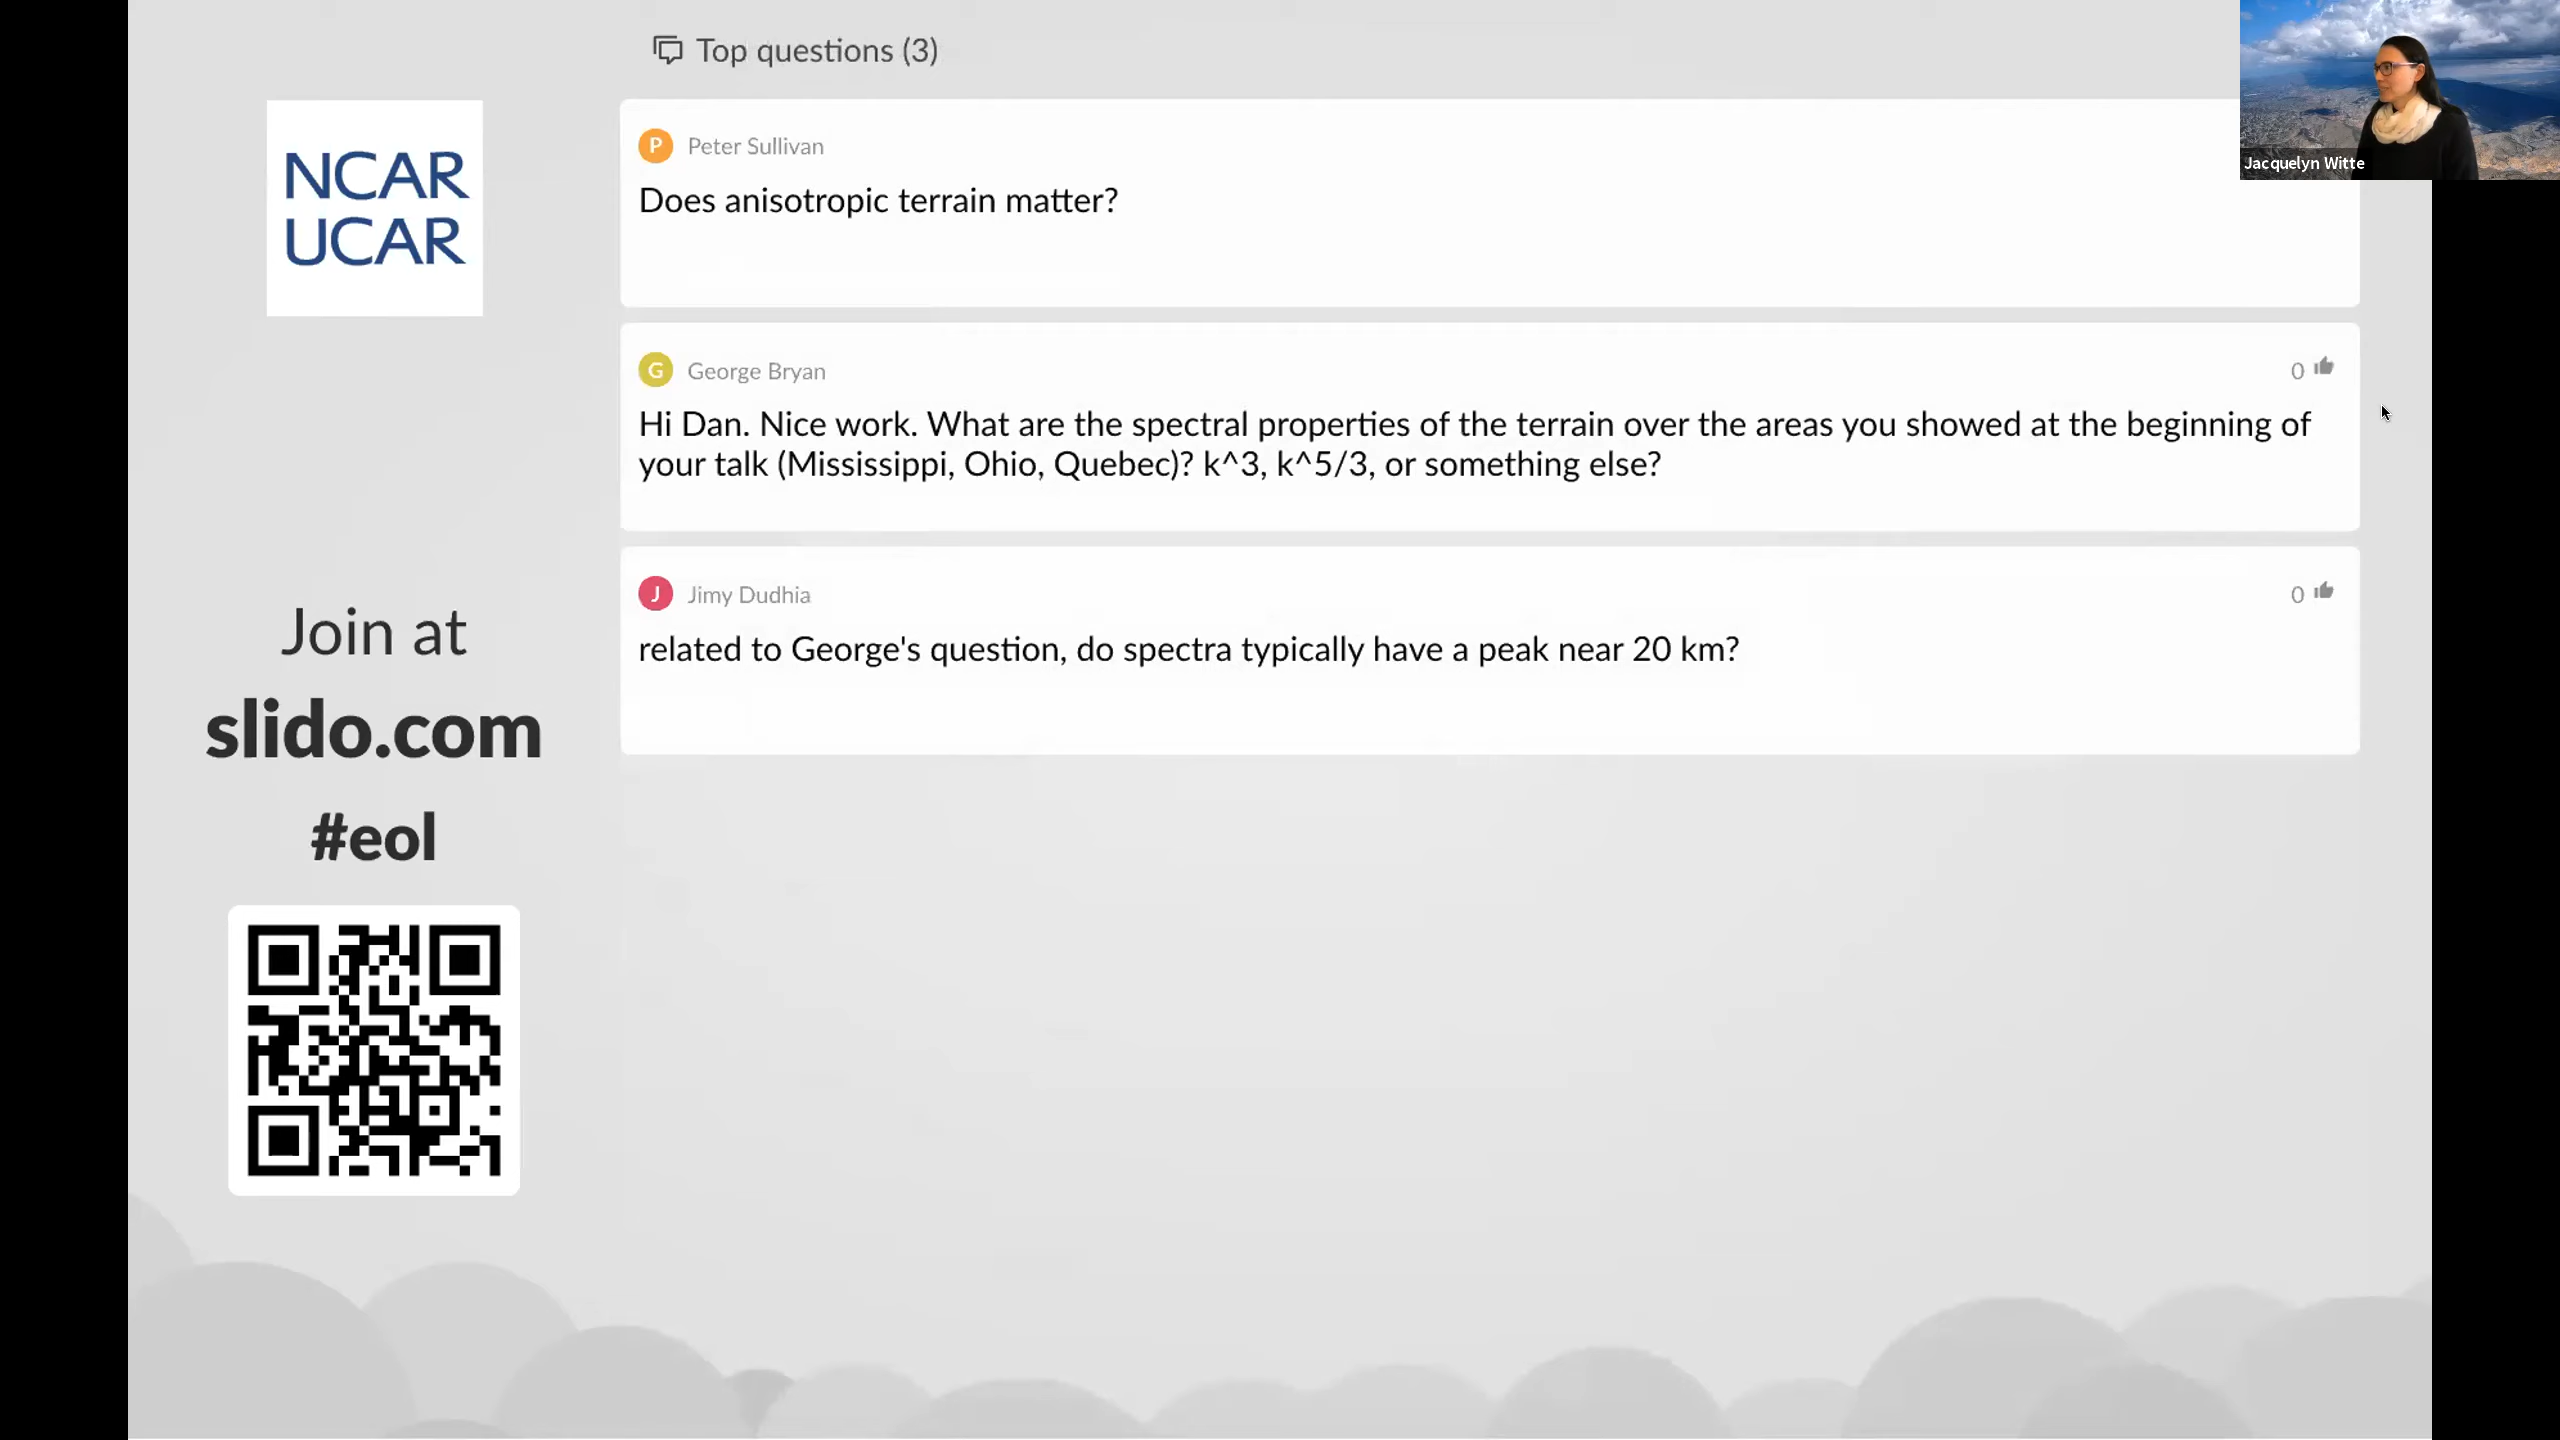 Top questions (3)
NCAR
UCAR
P Peter Sullivan
Does anisotropic terrain matter?
G George Bryan
0
Hi Dan. Nice work. What are the spectral properties of the terrain over the areas you showed at the beginning of
your talk (Mississippi, Ohio, Quebec)? k^3, k^5/3, or something else?
J Jimy Dudhia
0
related to George's question, do spectra typically have a peak near 20 km?
Join at
slido.com
#eol
Jacquelyn Witte